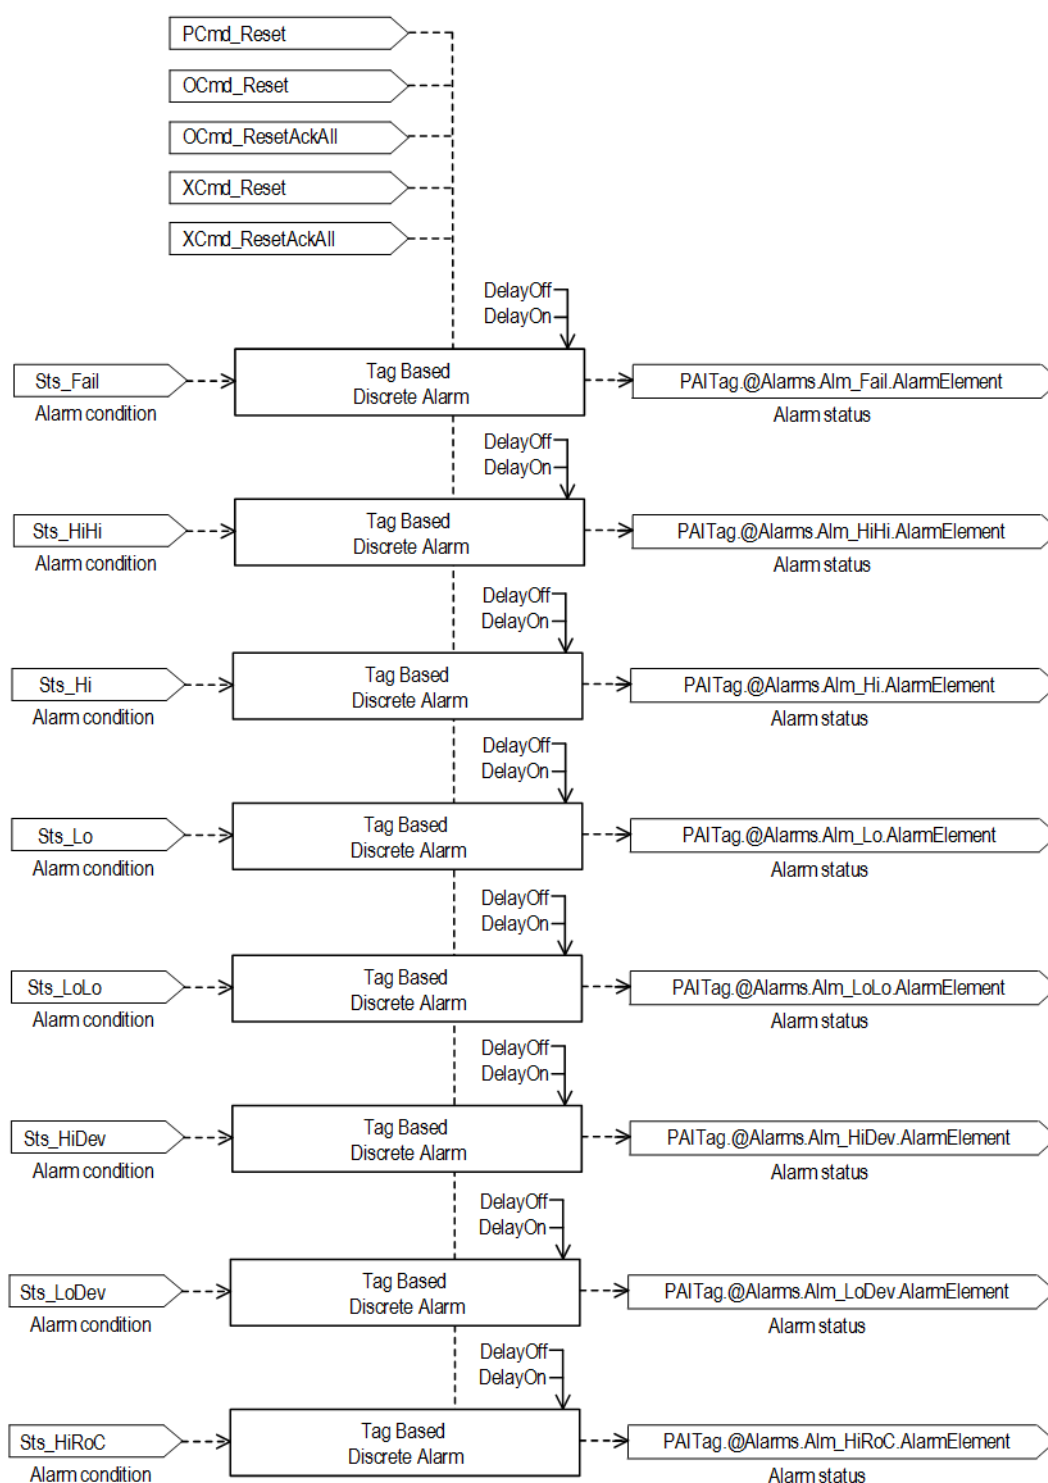 PCmd_Reset
OCmd_Reset
OCmd_ResetAckAll
XCmd_Reset
XCmd_ResetAckAll
DelayOff
DelayOn
Sts_Fail
Alarm condition
Tag Based
Discrete Alarm
PAITag.@Alarms.Alm_Fail.AlarmElement
Alarm status
DelayOff
DelayOn
Sts_HiHi
Alarm condition
Tag Based
Discrete Alarm
PAITag.@Alarms.Alm_HiHi.AlarmElement
Alarm status
DelayOff
DelayOn
Sts_Hi
Alarm condition
Tag Based
Discrete Alarm
PAITag.@Alarms.Alm_Hi.AlarmElement
Alarm status
DelayOff
DelayOn
Sts_Lo
Alarm condition
Tag Based
Discrete Alarm
PAITag.@Alarms.Alm_Lo.AlarmElement
Alarm status
DelayOff
DelayOn
Sts_LoLo
Alarm condition
Tag Based
Discrete Alarm
PAITag.@Alarms.Alm_LoLo.AlarmElement
Alarm status
DelayOff
DelayOn
Sts_HiDev
Alarm condition
Tag Based
Discrete Alarm
PAITag.@Alarms.Alm_HiDev.AlarmElement
Alarm status
DelayOff
DelayOn
Sts_LoDev
Alarm condition
Tag Based
Discrete Alarm
PAITag.@Alarms.Alm_LoDev.AlarmElement
Alarm status
DelayOff
DelayOn
Sts_HiRoC
Alarm condition
Tag Based
Discrete Alarm
PAITag.@Alarms.Alm_HiRoC.AlarmElement
Alarm status